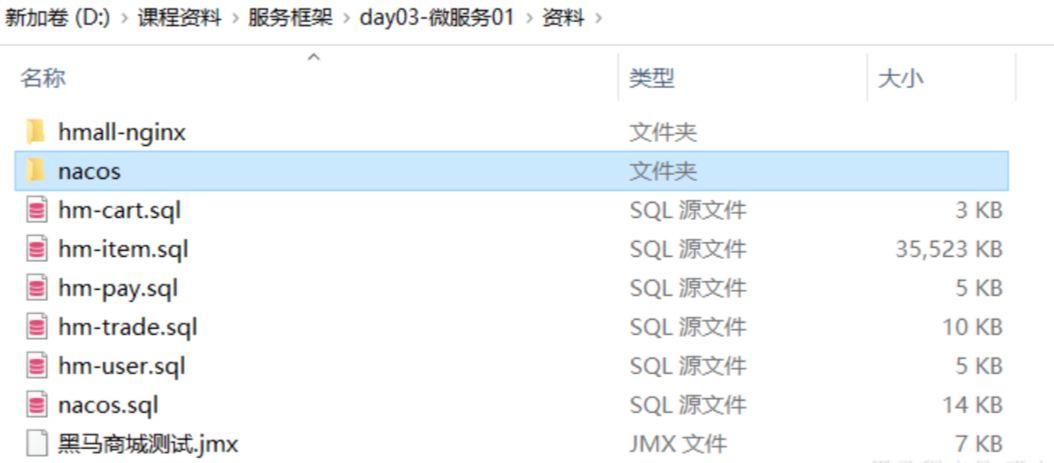 新加卷 (D:) > 课程资料 > 服务框架 > day03-微服务01 > 资料 >
名称 类型 大小
hmall-nginx 文件夹
nacos 文件夹
hm-cart.sql SQL 源文件 3 KB
hm-item.sql SQL 源文件 35,523 KB
hm-pay.sql SQL 源文件 5 KB
hm-trade.sql SQL 源文件 10 KB
hm-user.sql SQL 源文件 5 KB
nacos.sql SQL 源文件 14 KB
黑马商城测试.jmx JMX 文件 7 KB